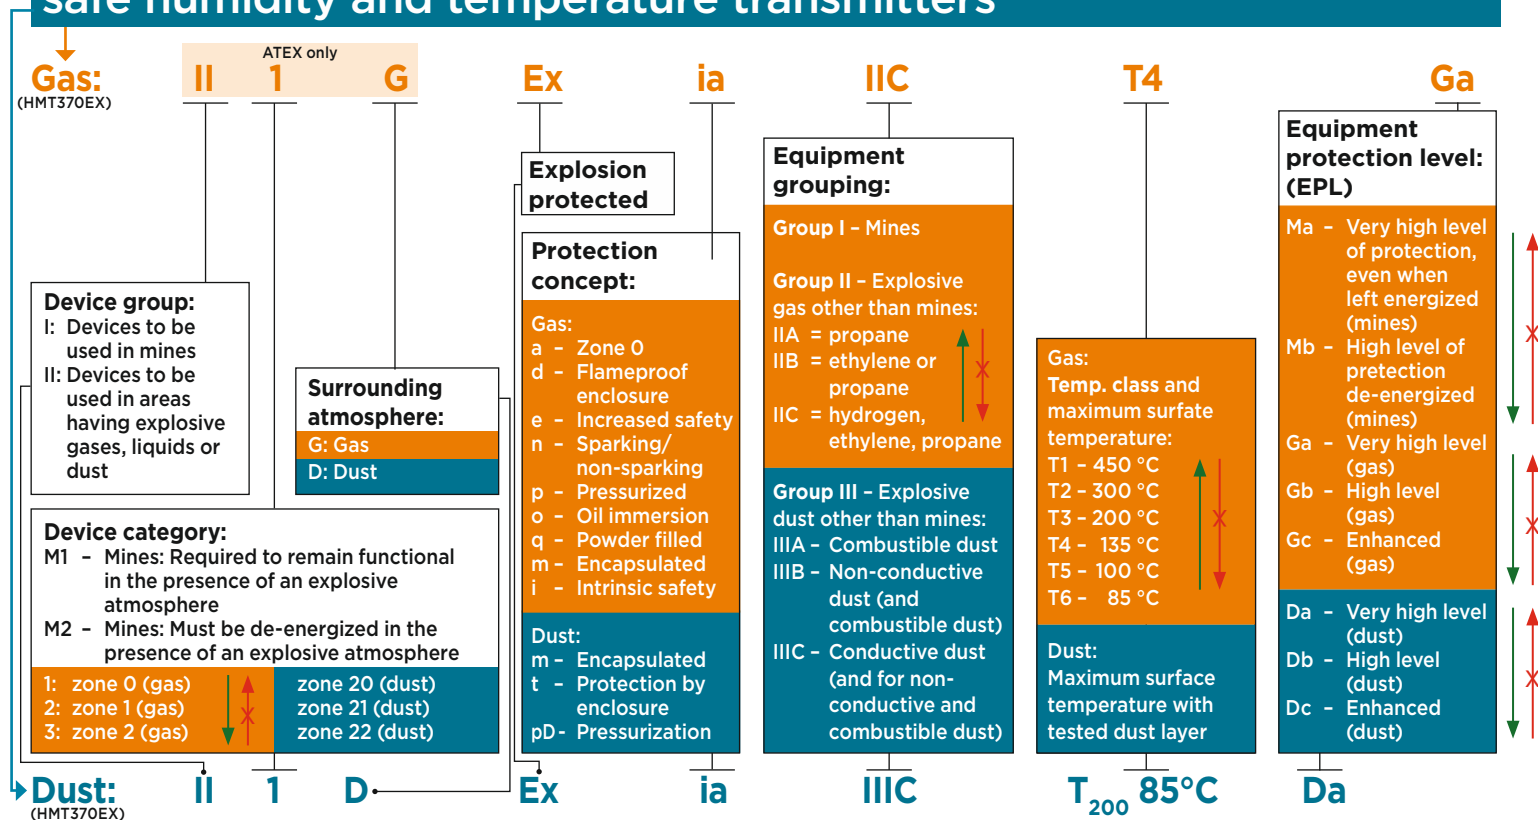 safe humidity and temperature transmitters
ATEX only
Gas: II 1 G Ex ia IIC T4 Ga
(HMT370EX)
Device group:
I: Devices to be
used in mines
II: Devices to be
used in areas
having explosive
gases, liquids or
dust
Surrounding
atmosphere:
G: Gas
D: Dust
Device category:
M1 – Mines: Required to remain functional
in the presence of an explosive
atmosphere
M2 – Mines: Must be de-energized in the
presence of an explosive atmosphere
1: zone 0 (gas) zone 20 (dust)
2: zone 1 (gas) zone 21 (dust)
3: zone 2 (gas) zone 22 (dust)
Explosion
protected
Protection
concept:
Gas:
a – Zone 0
d – Flameproof
enclosure
e – Increased safety
n – Sparking/
non-sparking
p – Pressurized
o – Oil immersion
q – Powder filled
m – Encapsulated
i – Intrinsic safety
Dust:
m – Encapsulated
t – Protection by
enclosure
pD – Pressurization
Equipment
grouping:
Group I – Mines
Group II – Explosive
gas other than mines:
IIA = propane
IIB = ethylene or
propane
IIC = hydrogen,
ethylene, propane
X
Group III – Explosive
dust other than mines:
IIIA – Combustible dust
IIIB – Non-conductive
dust (and
combustible dust)
IIIC – Conductive dust
(and for non-
conductive and
combustible dust)
Gas:
Temp. class and
maximum surfate
temperature:
T1 – 450 °C
T2 – 300 °C
T3 – 200 °C
T4 – 135 °C
T5 – 100 °C
T6 – 85 °C
Dust:
Maximum surface
temperature with
tested dust layer
Equipment
protection level:
(EPL)
Ma – Very high level
of protection,
even when
left energized
(mines)
Mb – High level of
pretection
de-energized
(mines)
Ga – Very high level
(gas)
Gb – High level
(gas)
Gc – Enhanced
(gas)
Da – Very high level
(dust)
Db – High level
(dust)
Dc – Enhanced
(dust)
Dust: II 1 D Ex ia IIIC T200 85°C Da
(HMT370EX)